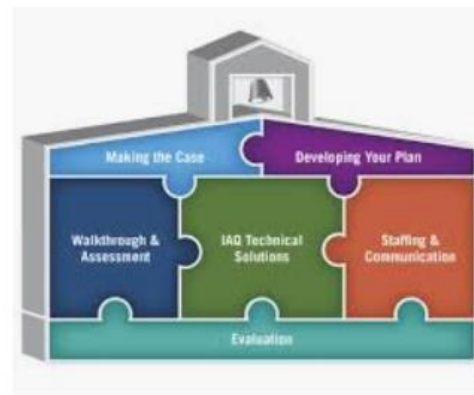 Making the Case
Developing Your Plan
Walkthrough &
Assessment
IAQ Technical
Solutions
Staffing &
Communication
Evaluation